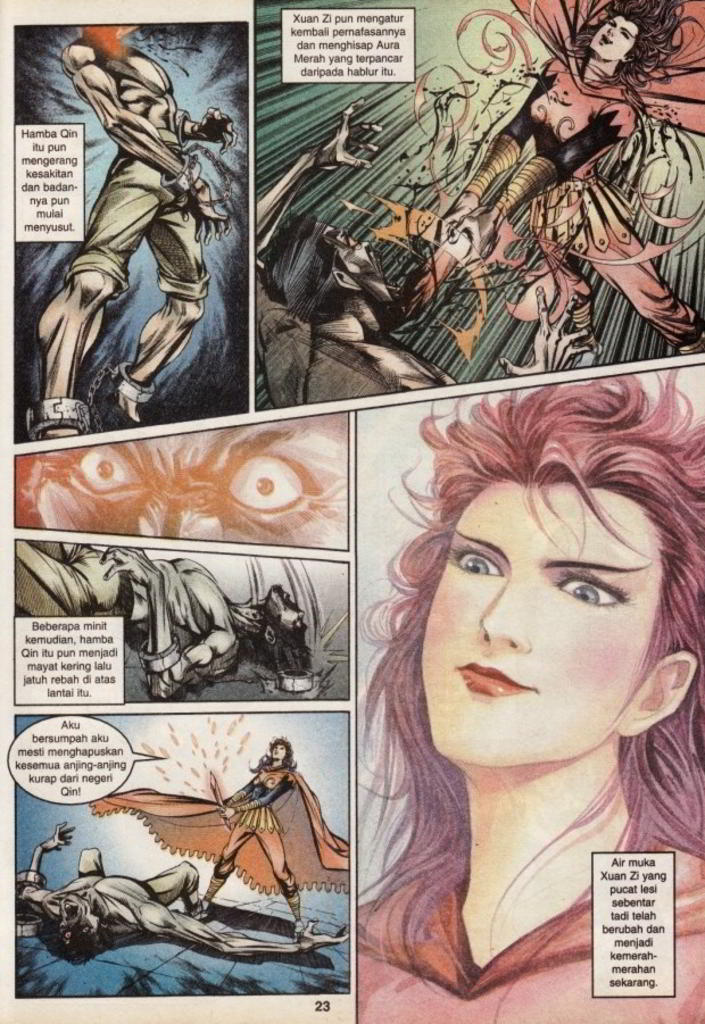 Hamba Qin
itu pun
mengerang
kesakitan
dan badan-
nya pun
mulai
menyusut.
Xuan Zi pun mengatur
kembali pernafasannya
dan menghisap Aura
Merah yang terpancar
daripada hablur itu.
Beberapa minit
kemudian, hamba
Qin itu pun menjadi
mayat kering lalu
jatuh rebah di atas
lantai itu.
Aku
bersumpah aku
mesti menghapuskan
kesemua anjing-anjing
kurap dari negeri
Qin!
Air muka
Xuan Zi yang
pucat lesi
sebentar
tadi telah
berubah dan
menjadi
kemerah-
merahan
sekarang.
23